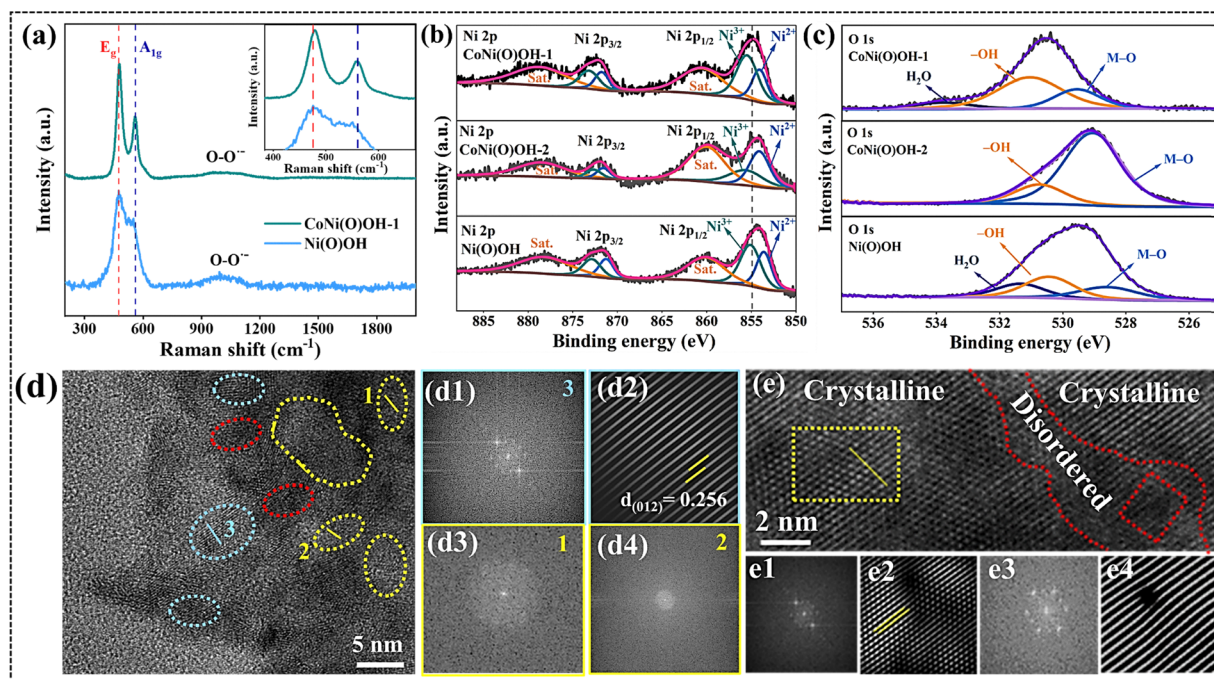 (a)
E_g
A_1g
Intensity (a.u.)
O-O·−
O-O·−
CoNi(O)OH-1
Ni(O)OH
300 600 900 1200 1500 1800
Raman shift (cm⁻¹)
Intensity (a.u.)
400 500 600
Raman shift (cm⁻¹)
(b)
Intensity (a.u.)
Ni 2p
CoNi(O)OH-1
Ni 2p3/2
Ni 2p1/2
Ni³⁺
Ni²⁺
Sat.
Sat.
Ni 2p
CoNi(O)OH-2
Ni 2p3/2
Ni 2p1/2
Ni³⁺
Ni²⁺
Sat.
Sat.
Ni 2p
Ni(O)OH
Sat.
Ni 2p3/2
Ni 2p1/2
Ni³⁺
Ni²⁺
Sat.
885 880 875 870 865 860 855 850
Binding energy (eV)
(c)
Intensity (a.u.)
O 1s
CoNi(O)OH-1
–OH
H₂O
M–O
O 1s
CoNi(O)OH-2
–OH
M–O
O 1s
Ni(O)OH
–OH
H₂O
M–O
536 534 532 530 528 526
Binding energy (eV)
(d)
1
3
2
5 nm
(d1)
3
(d2)
d(012)= 0.256
(d3)
1
(d4)
2
(e)
Crystalline
Disordered
Crystalline
2 nm
e1
e2
e3
e4